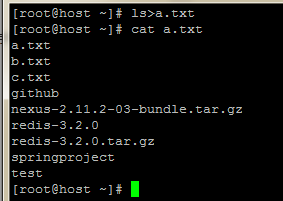 [root@host ~]# ls>a.txt
[root@host ~]# cat a.txt
a.txt
b.txt
c.txt
github
nexus-2.11.2-03-bundle.tar.gz
redis-3.2.0
redis-3.2.0.tar.gz
springproject
test
[root@host ~]#